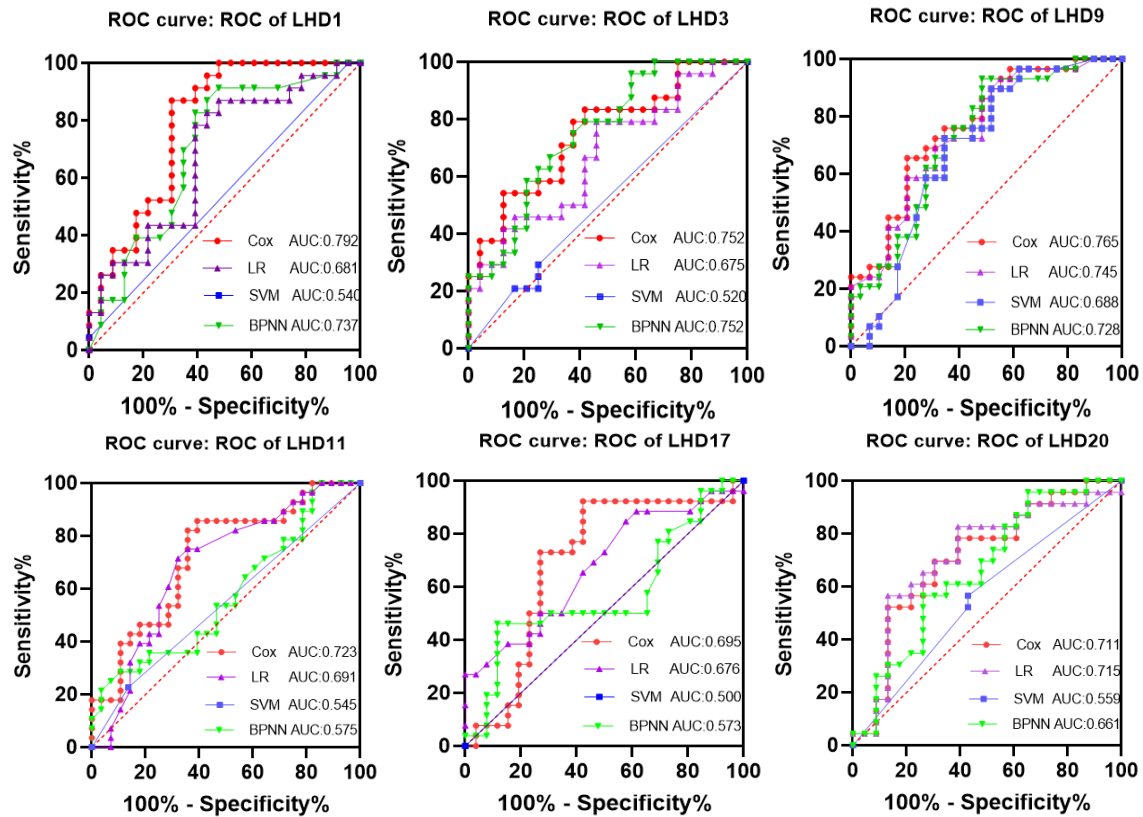 ROC curve: ROC of LHD1
Sensitivity%
100
80
60
40
20
0
Cox AUC:0.792
LR AUC:0.681
SVM AUC:0.540
BPNN AUC:0.737
0 20 40 60 80 100
100% - Specificity%
ROC curve: ROC of LHD3
Sensitivity%
100
80
60
40
20
0
Cox AUC:0.752
LR AUC:0.675
SVM AUC:0.520
BPNN AUC:0.752
0 20 40 60 80 100
100% - Specificity%
ROC curve: ROC of LHD9
Sensitivity%
100
80
60
40
20
0
Cox AUC:0.765
LR AUC:0.745
SVM AUC:0.688
BPNN AUC:0.728
0 20 40 60 80 100
100% - Specificity%
ROC curve: ROC of LHD11
Sensitivity%
100
80
60
40
20
0
Cox AUC:0.723
LR AUC:0.691
SVM AUC:0.545
BPNN AUC:0.575
0 20 40 60 80 100
100% - Specificity%
ROC curve: ROC of LHD17
Sensitivity%
100
80
60
40
20
0
Cox AUC:0.695
LR AUC:0.676
SVM AUC:0.500
BPNN AUC:0.573
0 20 40 60 80 100
100% - Specificity%
ROC curve: ROC of LHD20
Sensitivity%
100
80
60
40
20
0
Cox AUC:0.711
LR AUC:0.715
SVM AUC:0.559
BPNN AUC:0.661
0 20 40 60 80 100
100% - Specificity%